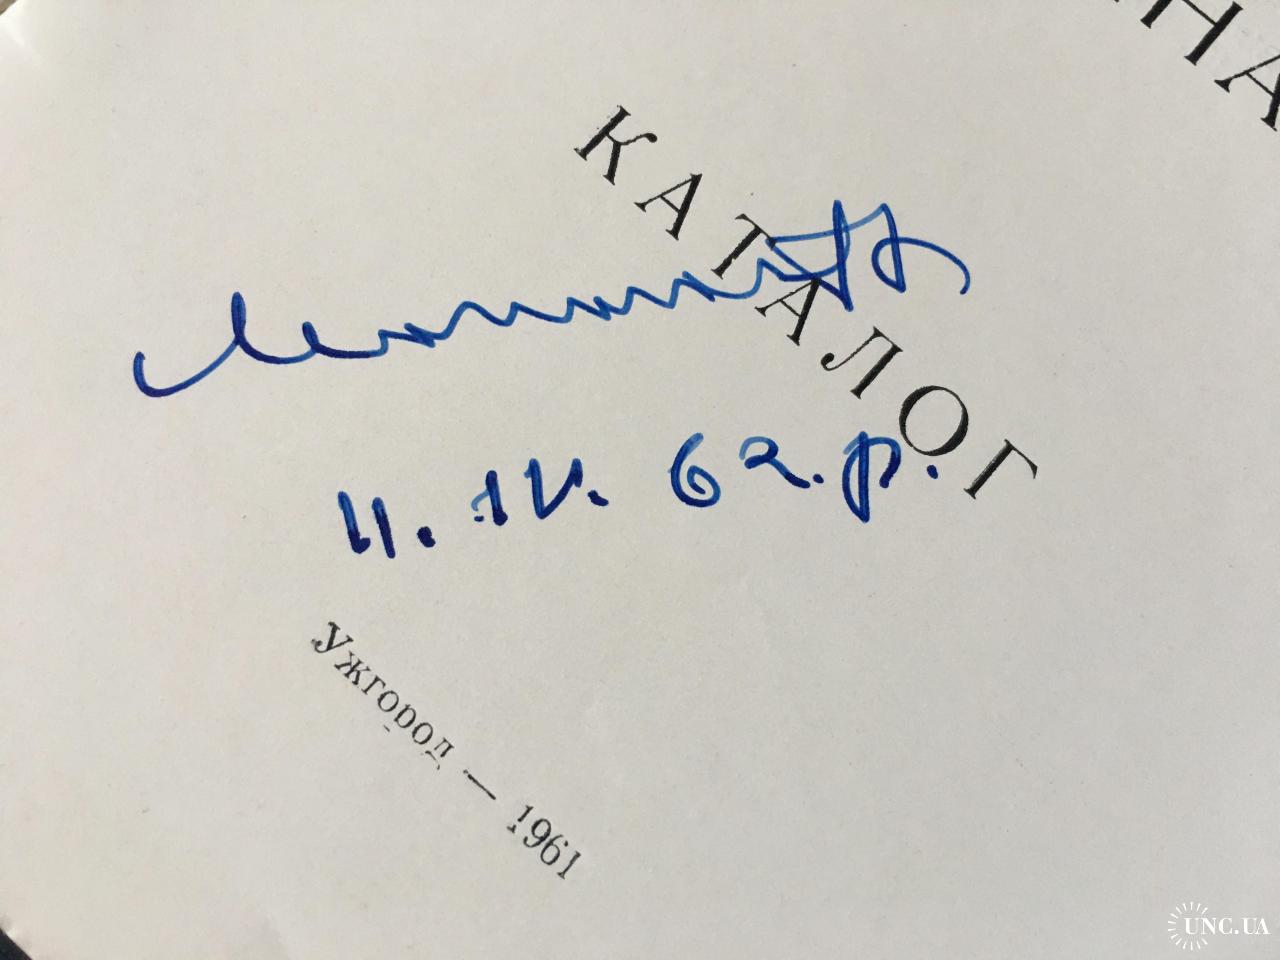 НА
КАТАЛОГ
11. IV. 62. р.
Ужгород — 1961
UNC.UA